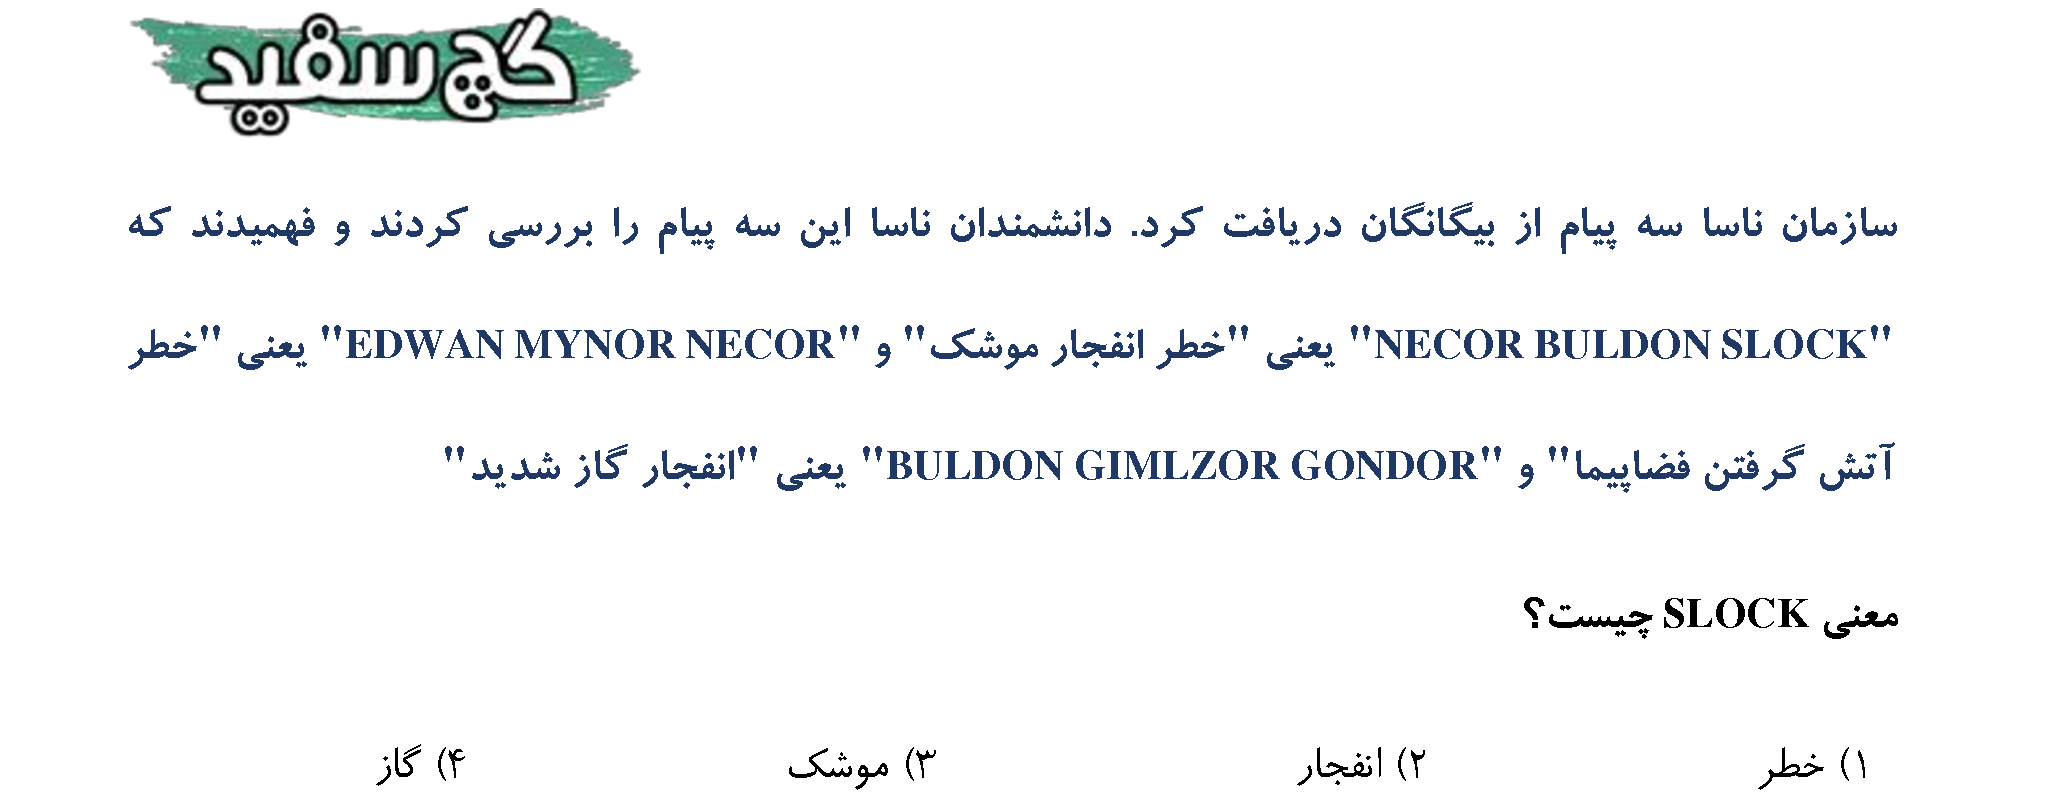 گچ سفید
سازمان ناسا سه پیام از بیگانگان دریافت کرد. دانشمندان ناسا این سه پیام را بررسی کردند و فهمیدند که
"NECOR BULDON SLOCK" یعنی "خطر انفجار موشک" و "EDWAN MYNOR NECOR" یعنی "خطر
آتش گرفتن فضاپیما" و "BULDON GIMLZOR GONDOR" یعنی "انفجار گاز شدید"
معنی SLOCK چیست؟
۱) خطر ۲) انفجار ۳) موشک ۴) گاز